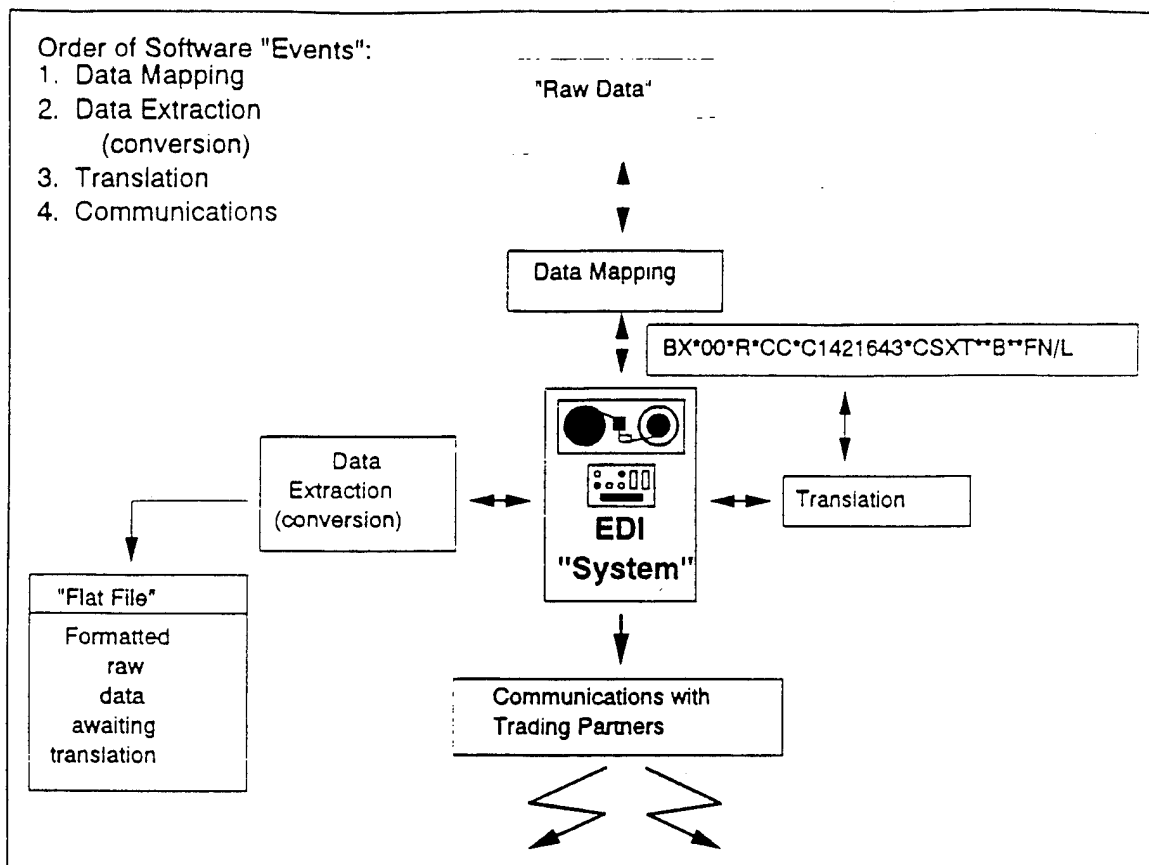 Order of Software "Events":
1. Data Mapping
2. Data Extraction
(conversion)
3. Translation
4. Communications
"Raw Data"
Data Mapping
BX*00*R*CC*C1421643*CSXT**B**FN/L
Data
Extraction
(conversion)
EDI
"System"
Translation
"Flat File"
Formatted
raw
data
awaiting
translation
Communications with
Trading Partners